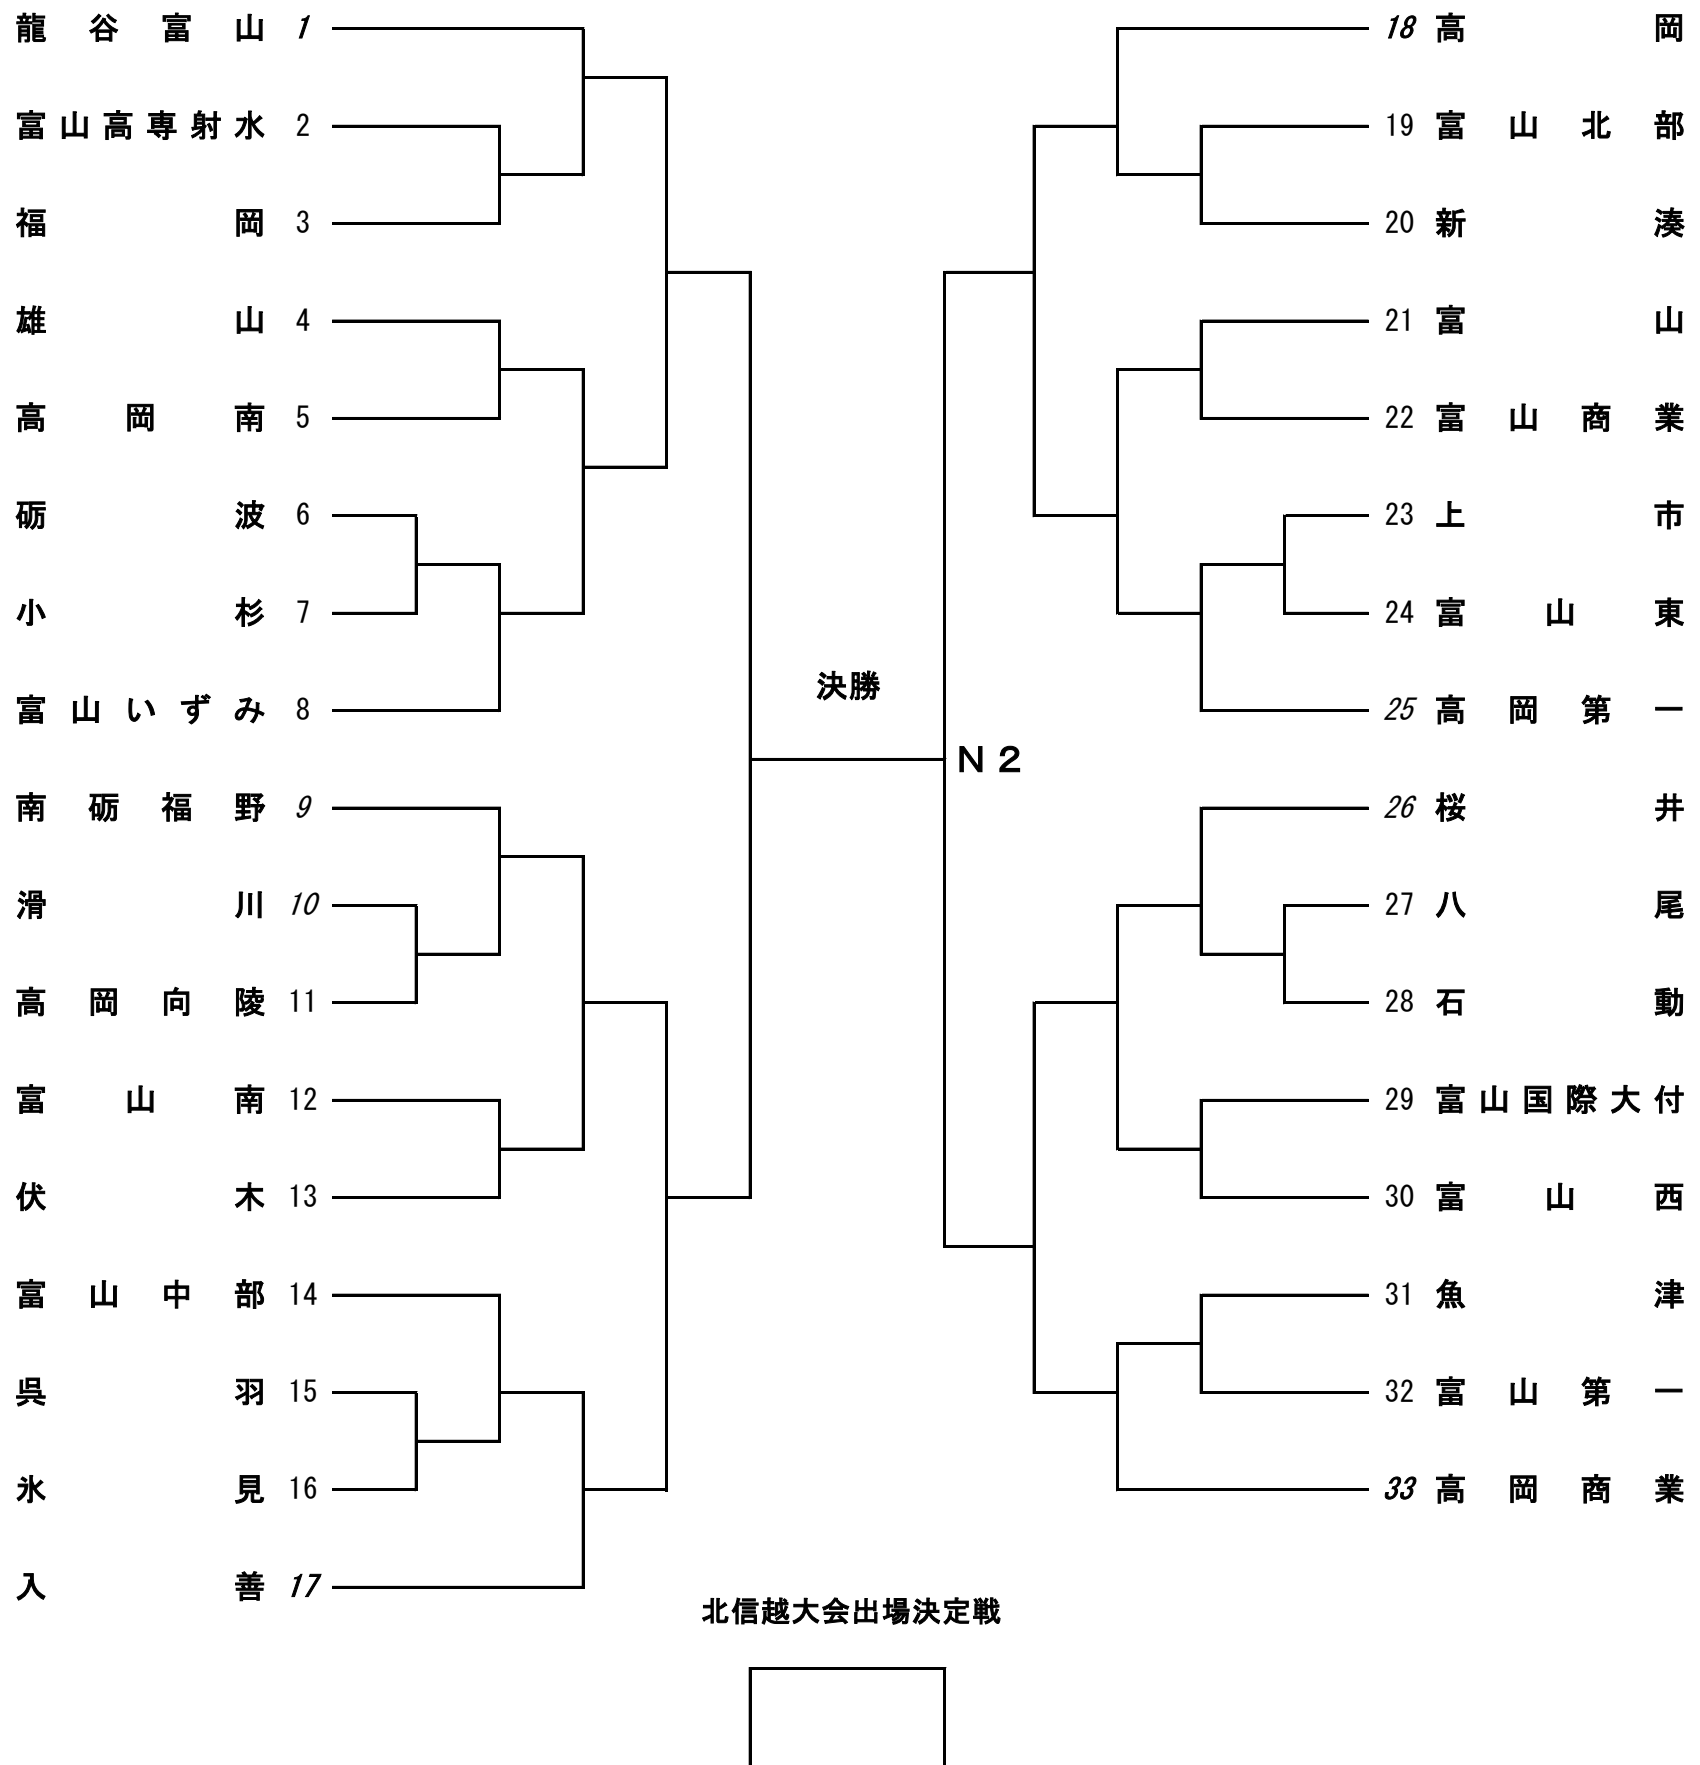 龍谷富山 1
富山高専射水 2
福岡 3
雄山 4
高岡南 5
砺波 6
小杉 7
富山いずみ 8
南砺福野 9
滑川 10
高岡向陵 11
富山南 12
伏木 13
富山中部 14
呉羽 15
氷見 16
入善 17
決勝
N2
18 高岡
19 富山北部
20 新湊
21 富山
22 富山商業
23 上市
24 富山東
25 高岡第一
26 桜井
27 八尾
28 石動
29 富山国際大付
30 富山西
31 魚津
32 富山第一
33 高岡商業
北信越大会出場決定戦